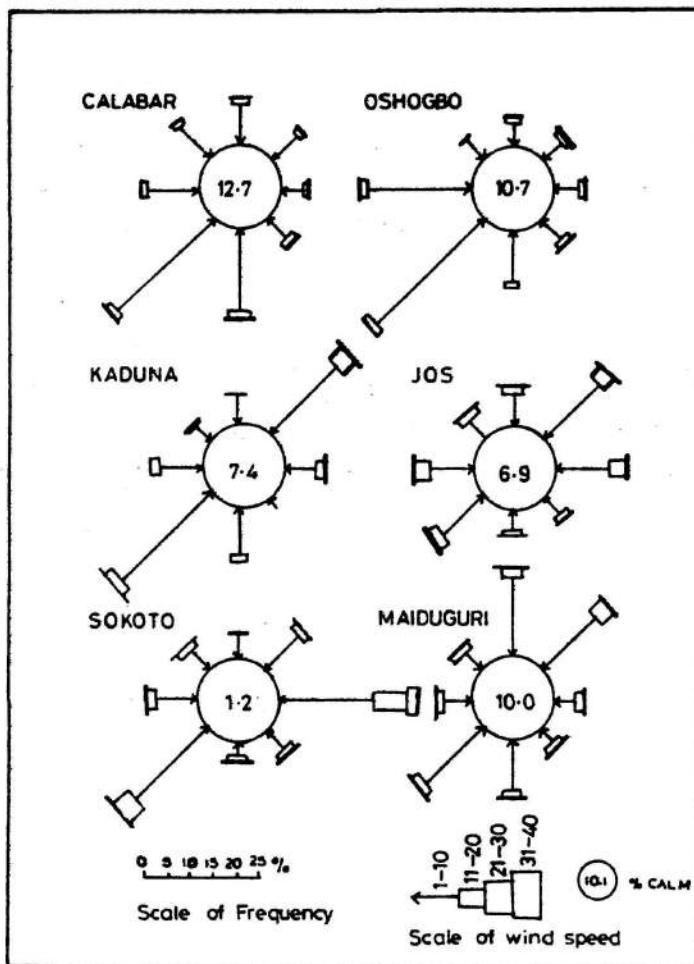 CALABAR
OSHOGBO
12·7
10·7
KADUNA
JOS
7·4
6·9
SOKOTO
MAIDUGURI
1·2
10·0
0 5 10 15 20 25 %
Scale of Frequency
1-10
11-20
21-30
31-40
10.1
% CALM
Scale of wind speed